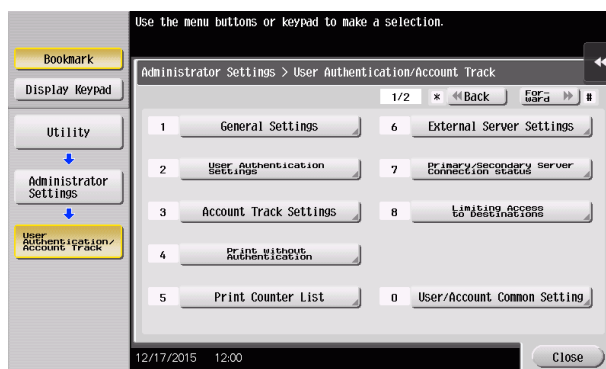 Use the menu buttons or keypad to make a selection.
Bookmark
Display Keypad
Utility
Administrator
Settings
User
Authentication/
Account Track
Administrator Settings > User Authentication/Account Track
1/2 * Back For-
ward #
1 General Settings
2 User Authentication
Settings
3 Account Track Settings
4 Print without
Authentication
5 Print Counter List
6 External Server Settings
7 Primary/Secondary Server
Connection status
8 Limiting Access
to Destinations
0 User/Account Common Setting
12/17/2015 12:00
Close